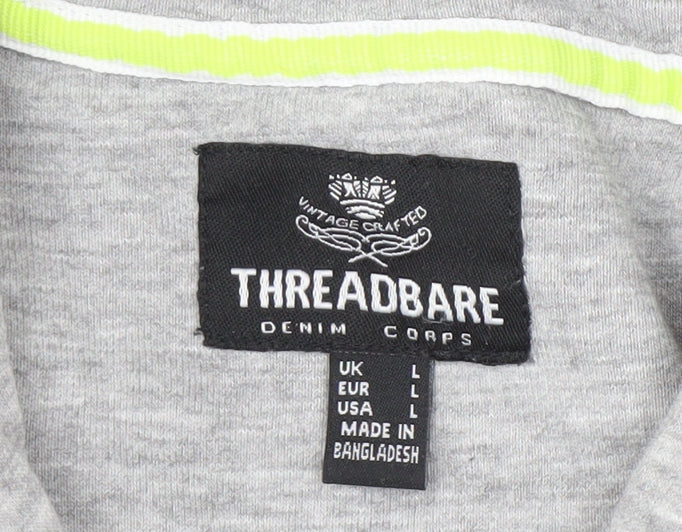 VINTAGE CRAFTED
THREADBARE
DENIM CORPS
UK L
EUR L
USA L
MADE IN
BANGLADESH